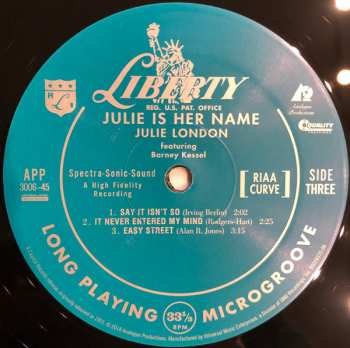 LIBERTY
REG. U.S. PAT. OFFICE
JULIE IS HER NAME
JULIE LONDON
featuring
Barney Kessel
Analogue
Productions
QUALITY
APP
3006-45
Spectra-Sonic-Sound
A High Fidelity
Recording
[RIAA
CURVE]
SIDE
THREE
1. SAY IT ISN'T SO (Irving Berlin) 2:02
2. IT NEVER ENTERED MY MIND (Rodgers-Hart) 2:25
3. EASY STREET (Alan R. Jones) 3:15
LONG PLAYING 33⅓ MICROGROOVE
RPM